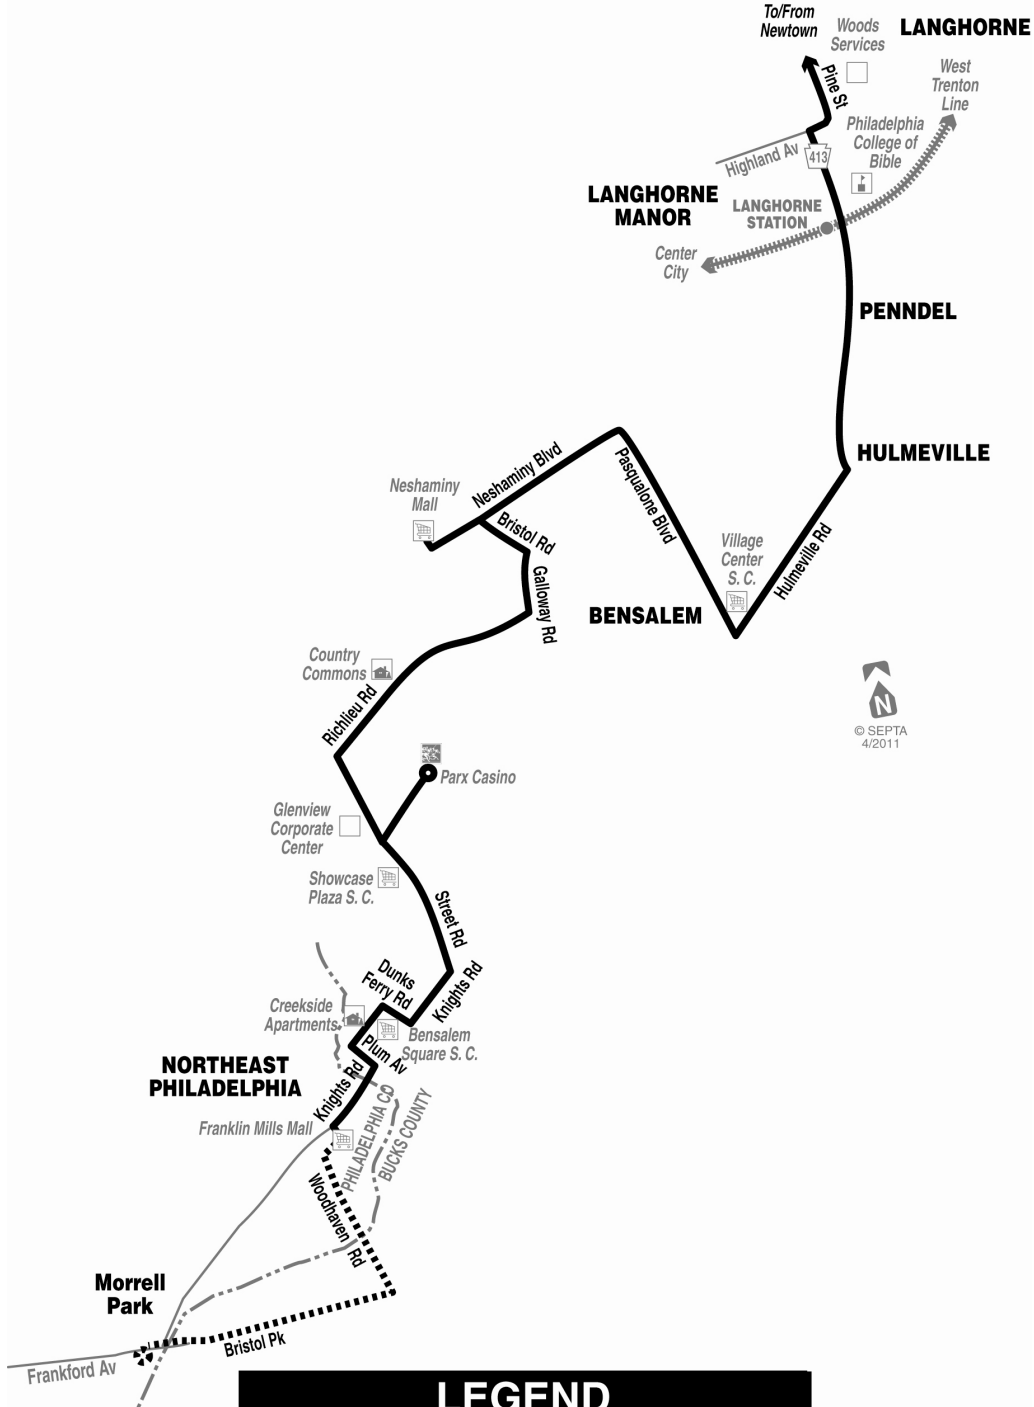 To/From
Newtown
Woods
Services
LANGHORNE
West
Trenton
Line
Pine St
Philadelphia
College of
Bible
Highland Av
413
LANGHORNE
MANOR
LANGHORNE
STATION
Center
City
PENNDEL
HULMEVILLE
Neshaminy Blvd
Pasqualone Blvd
Neshaminy
Mall
Bristol Rd
Village
Center
S. C.
Hulmeville Rd
Galloway Rd
BENSALEM
Country
Commons
Richlieu Rd
N
© SEPTA
4/2011
Parx Casino
Glenview
Corporate
Center
Showcase
Plaza S. C.
Street Rd
Dunks
Ferry Rd
Knights Rd
Creekside
Apartments
Bensalem
Square S. C.
Plum Av
NORTHEAST
PHILADELPHIA
Knights Rd
Franklin Mills Mall
PHILADELPHIA CO
BUCKS COUNTY
Woodhaven Rd
Morrell
Park
Bristol Pk
Frankford Av
LEGEND